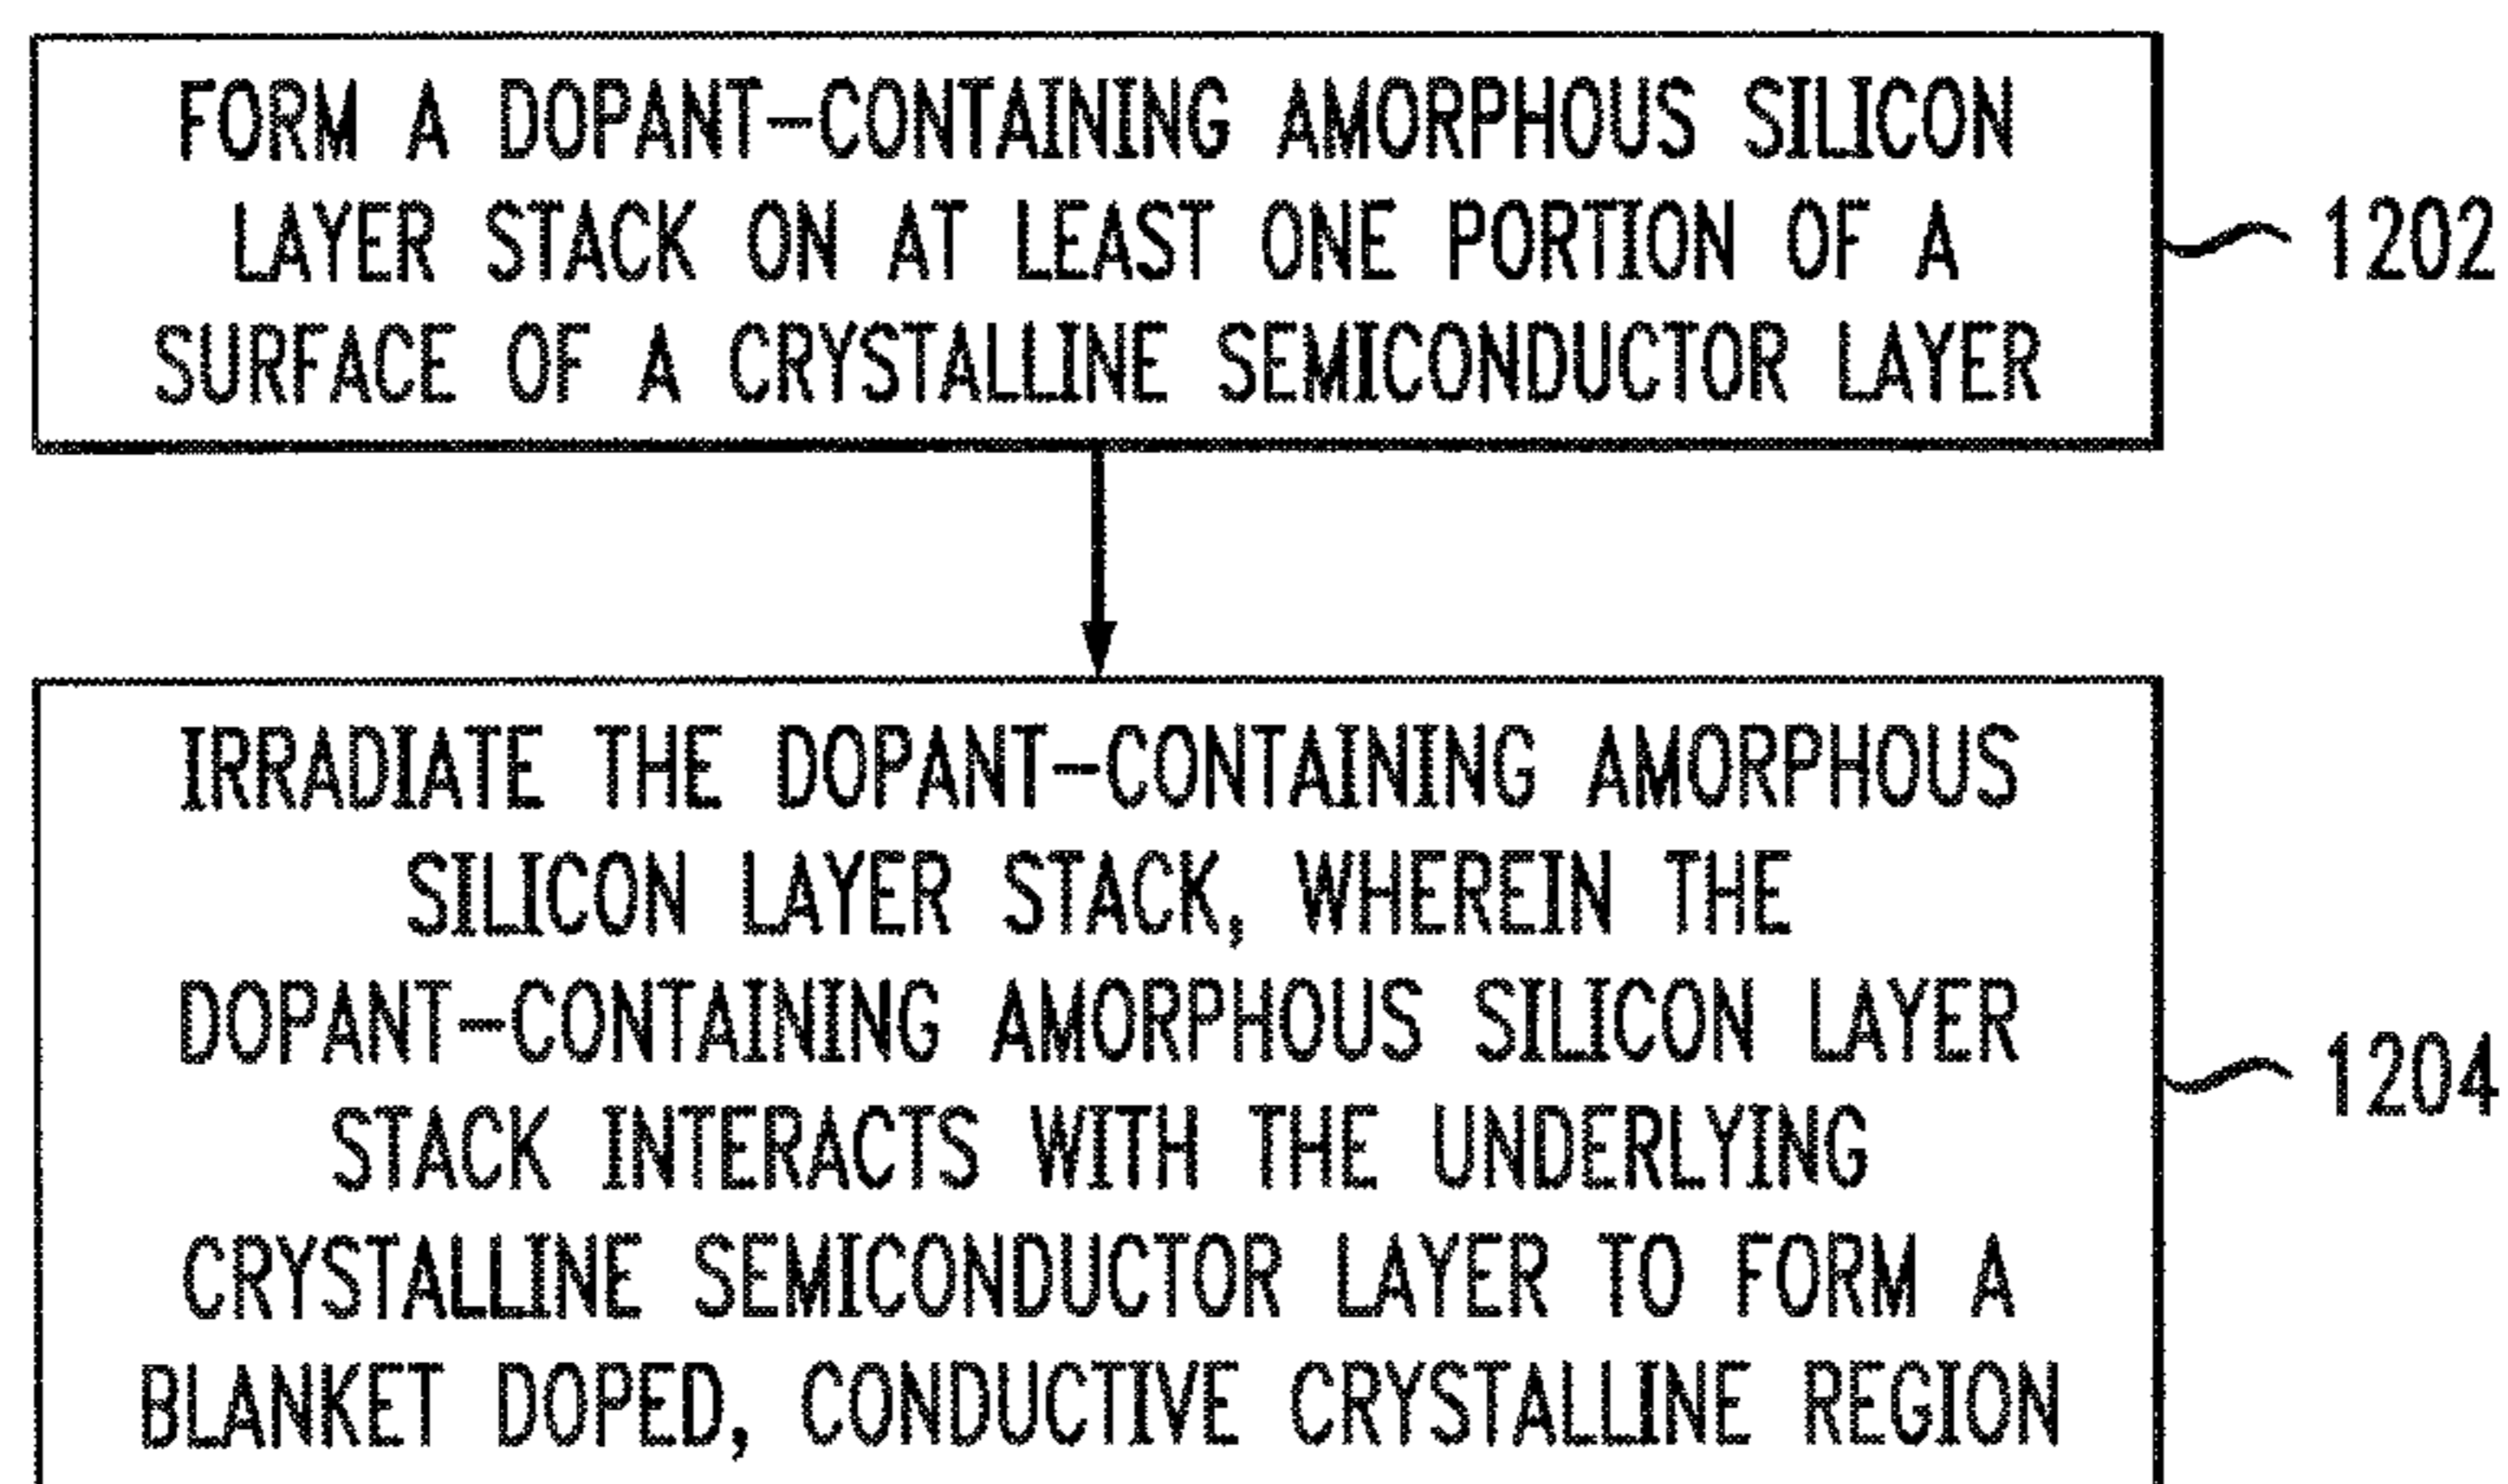 FORM A DOPANT-CONTAINING AMORPHOUS SILICON
LAYER STACK ON AT LEAST ONE PORTION OF A
SURFACE OF A CRYSTALLINE SEMICONDUCTOR LAYER
1202
IRRADIATE THE DOPANT-CONTAINING AMORPHOUS
SILICON LAYER STACK, WHEREIN THE
DOPANT-CONTAINING AMORPHOUS SILICON LAYER
STACK INTERACTS WITH THE UNDERLYING
CRYSTALLINE SEMICONDUCTOR LAYER TO FORM A
BLANKET DOPED, CONDUCTIVE CRYSTALLINE REGION
1204